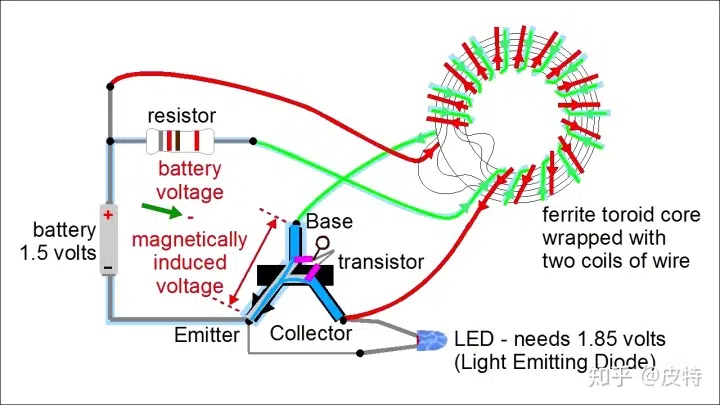 resistor
battery
voltage
-
magnetically
induced
voltage
battery
1.5 volts
+
-
Base
transistor
Emitter
Collector
ferrite toroid core
wrapped with
two coils of wire
LED - needs 1.85 volts
(Light Emitting Diode)
知乎 @皮特